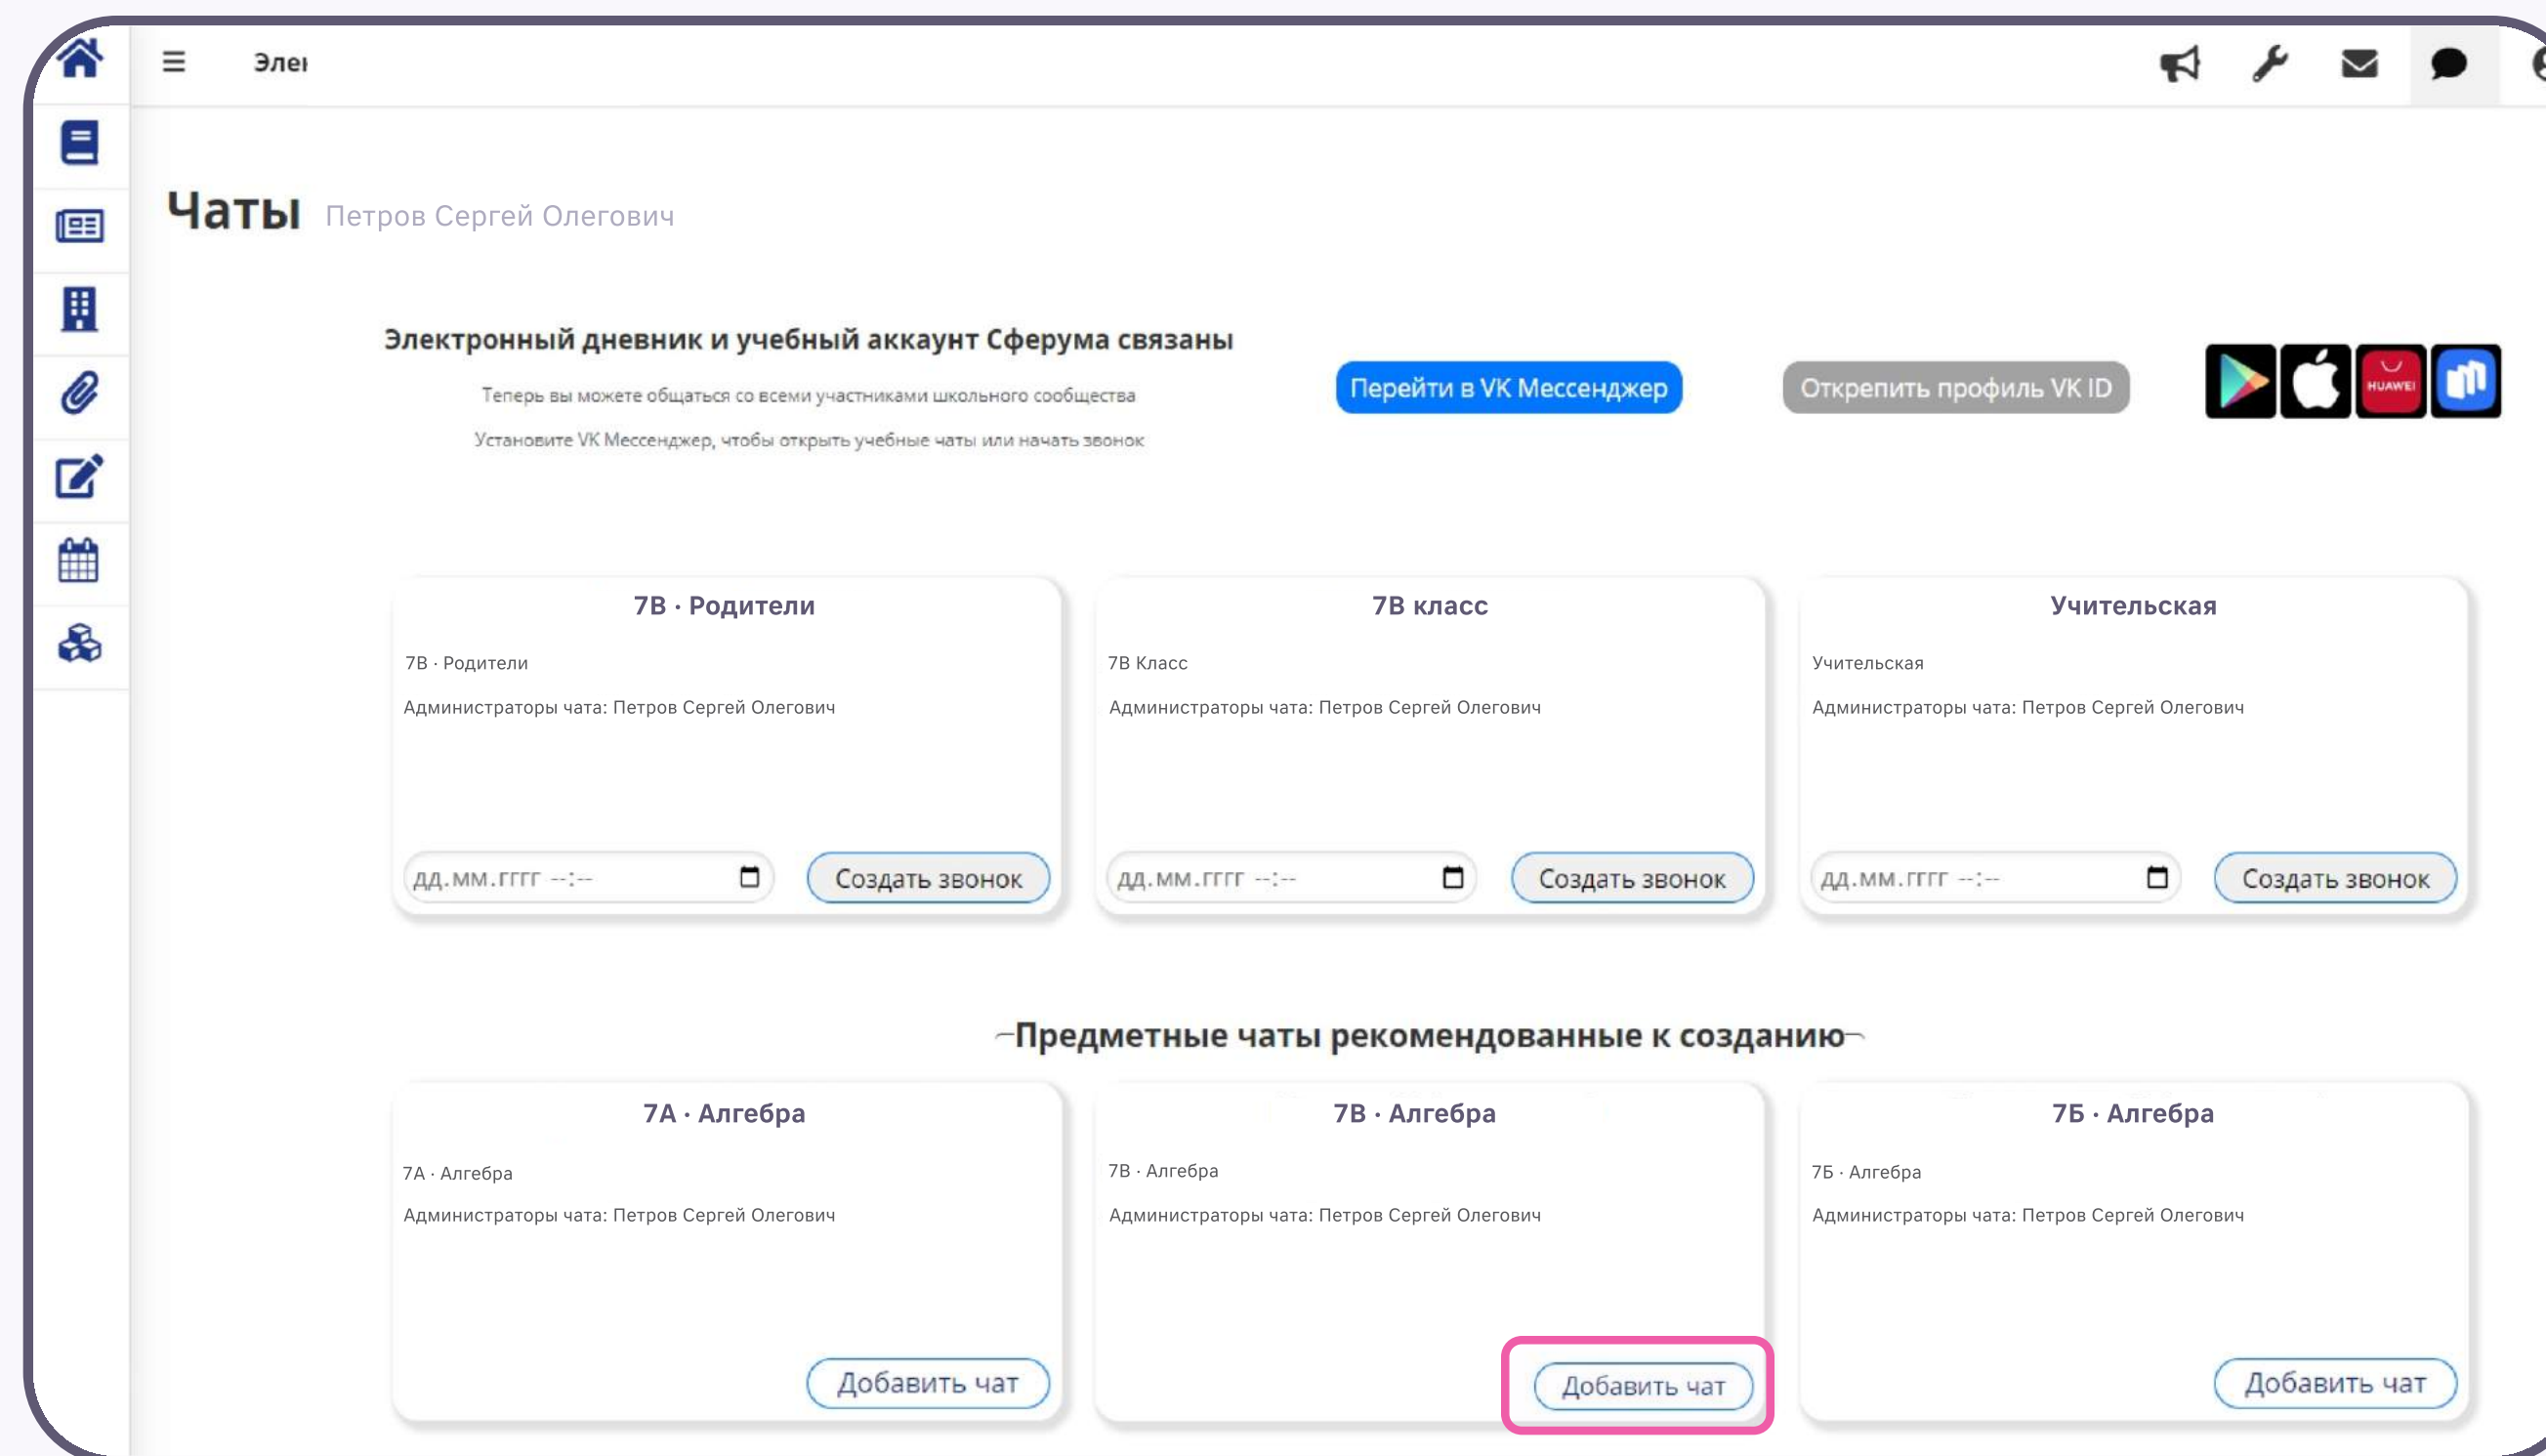 Элек
Чаты Петров Сергей Олегович
Электронный дневник и учебный аккаунт Сферума связаны
Теперь вы можете общаться со всеми участниками школьного сообщества
Установите VK Мессенджер, чтобы открыть учебные чаты или начать звонок
Перейти в VK Мессенджер
Открепить профиль VK ID
HUAWEI
7В · Родители
7В · Родители
Администраторы чата: Петров Сергей Олегович
дд.мм.гггг --:--
Создать звонок
7В класс
7В Класс
Администраторы чата: Петров Сергей Олегович
дд.мм.гггг --:--
Создать звонок
Учительская
Учительская
Администраторы чата: Петров Сергей Олегович
дд.мм.гггг --:--
Создать звонок
Предметные чаты рекомендованные к созданию
7А · Алгебра
7А · Алгебра
Администраторы чата: Петров Сергей Олегович
Добавить чат
7В · Алгебра
7В · Алгебра
Администраторы чата: Петров Сергей Олегович
Добавить чат
7Б · Алгебра
7Б · Алгебра
Администраторы чата: Петров Сергей Олегович
Добавить чат